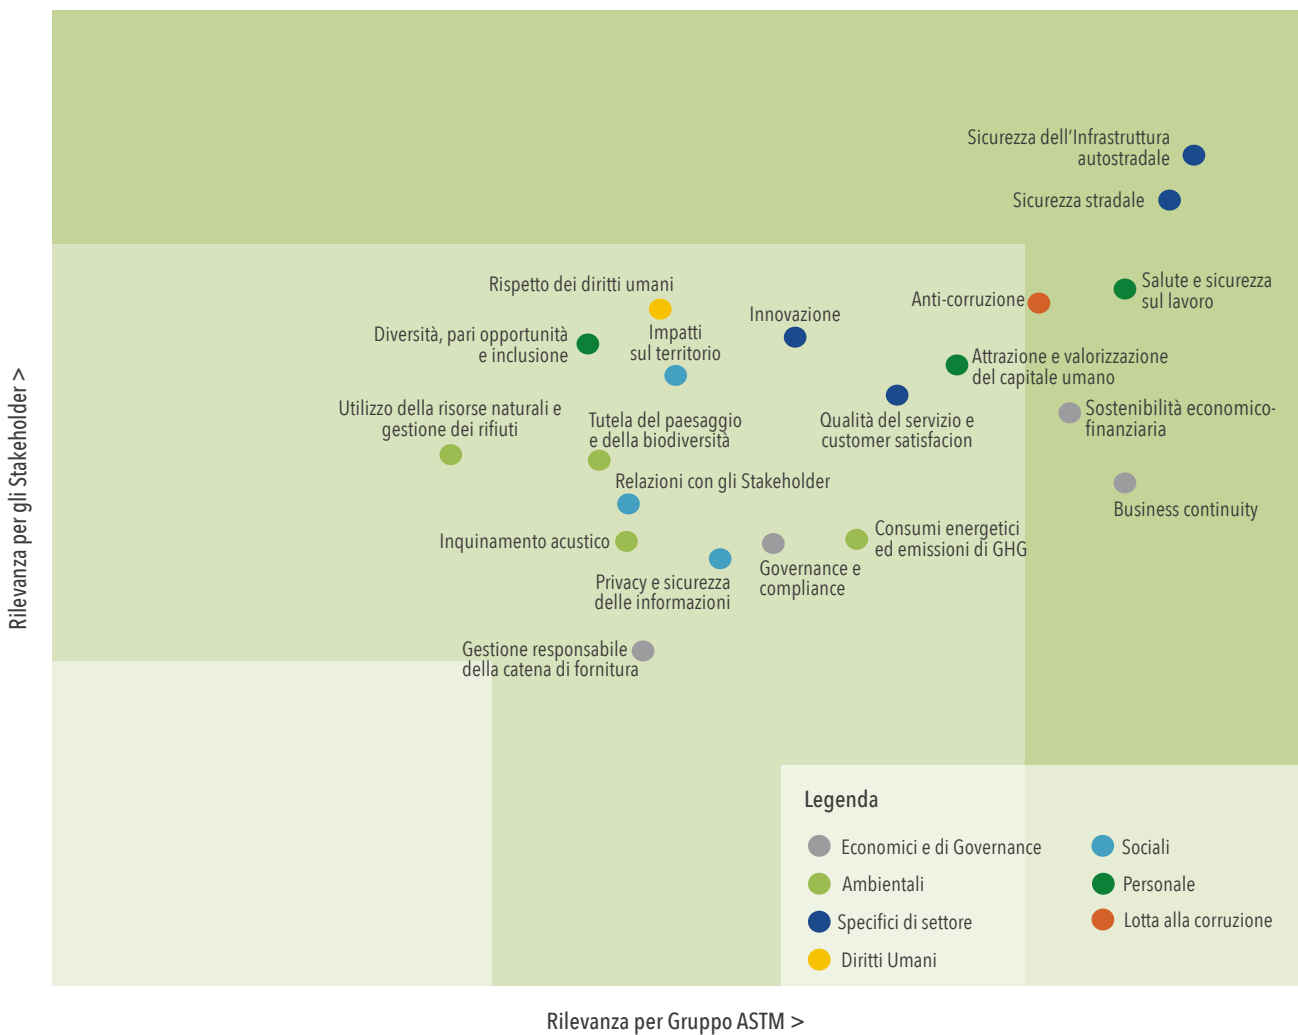 Sicurezza dell'Infrastruttura
autostradale
Sicurezza stradale
Rispetto dei diritti umani
Salute e sicurezza
sul lavoro
Anti-corruzione
Innovazione
Diversità, pari opportunità
e inclusione
Impatti
sul territorio
Attrazione e valorizzazione
del capitale umano
Utilizzo della risorse naturali e
gestione dei rifiuti
Tutela del paesaggio
e della biodiversità
Qualità del servizio e
customer satisfacion
Sostenibilità economico-
finanziaria
Relazioni con gli Stakeholder
Business continuity
Inquinamento acustico
Consumi energetici
ed emissioni di GHG
Privacy e sicurezza
delle informazioni
Governance e
compliance
Gestione responsabile
della catena di fornitura
Rilevanza per gli Stakeholder >
Legenda
Economici e di Governance
Ambientali
Specifici di settore
Diritti Umani
Sociali
Personale
Lotta alla corruzione
Rilevanza per Gruppo ASTM >